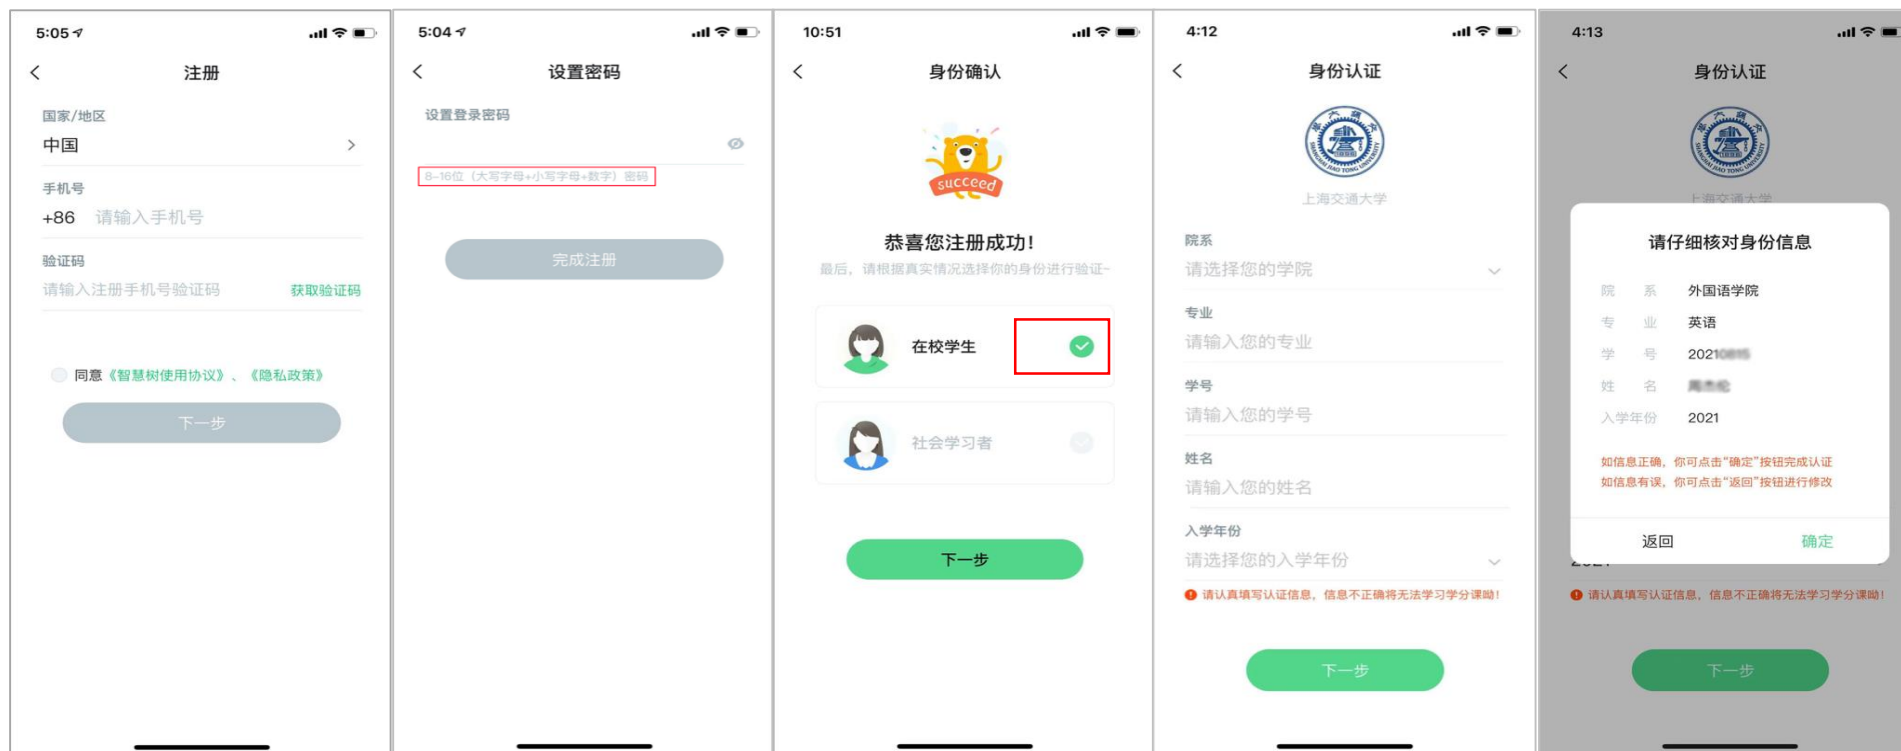 5:05
注册
国家/地区
中国
手机号
+86 请输入手机号
验证码
请输入注册手机号验证码 获取验证码
同意《智慧树使用协议》、《隐私政策》
下一步
5:04
设置密码
设置登录密码
8-16位（大写字母+小写字母+数字）密码
完成注册
10:51
身份确认
succeed
恭喜您注册成功!
最后，请根据真实情况选择你的身份进行验证~
在校学生
社会学习者
下一步
4:12
身份认证
SHANGHAI JIAO TONG UNIVERSITY
上海交通大学
院系
请选择您的学院
专业
请输入您的专业
学号
请输入您的学号
姓名
请输入您的姓名
入学年份
请选择您的入学年份
请认真填写认证信息，信息不正确将无法学习学分课呦!
下一步
4:13
身份认证
上海交通大学
请仔细核对身份信息
院 系 外国语学院
专 业 英语
学 号 2021
姓 名
入学年份 2021
如信息正确，你可点击“确定”按钮完成认证
如信息有误，你可点击“返回”按钮进行修改
返回 确定
请认真填写认证信息，信息不正确将无法学习学分课呦!
下一步